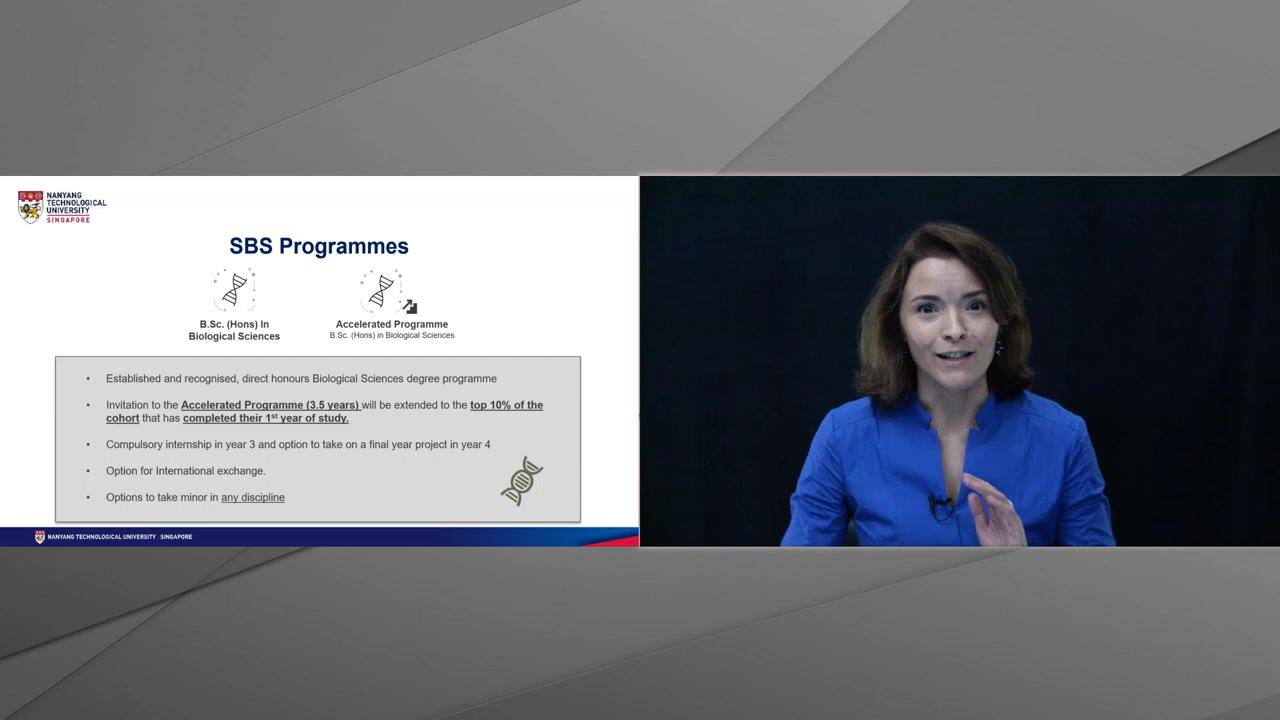 NANYANG
TECHNOLOGICAL
UNIVERSITY
SINGAPORE
SBS Programmes
B.Sc. (Hons) In
Biological Sciences
Accelerated Programme
B.Sc. (Hons) in Biological Sciences
• Established and recognised, direct honours Biological Sciences degree programme
• Invitation to the Accelerated Programme (3.5 years) will be extended to the top 10% of the
cohort that has completed their 1st year of study.
• Compulsory internship in year 3 and option to take on a final year project in year 4
• Option for International exchange.
• Options to take minor in any discipline
NANYANG TECHNOLOGICAL UNIVERSITY | SINGAPORE